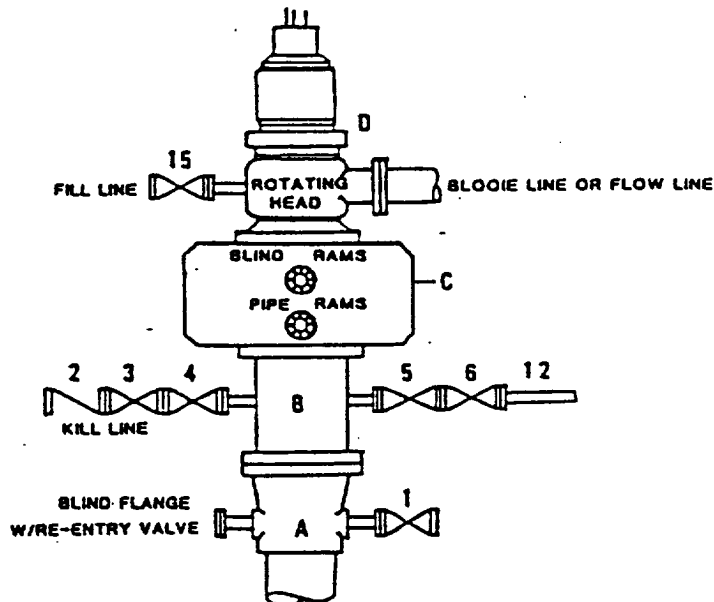 D
15
FILL LINE
ROTATING HEAD
BLOOIE LINE OR FLOW LINE
BLIND RAMS
C
PIPE RAMS
2 3 4
5 6 12
B
KILL LINE
BLIND FLANGE
W/RE-ENTRY VALVE
A
1